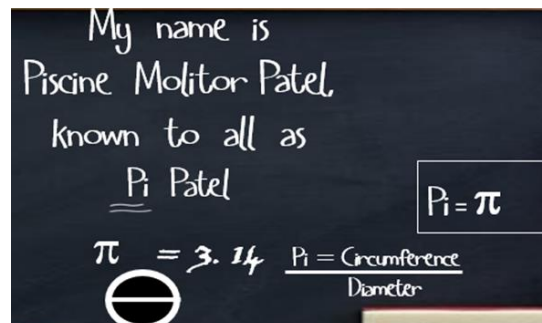 My name is
Piscine Molitor Patel,
known to all as
Pi Patel
Pi = π
π = 3.14 Pi = Circumference
Diameter